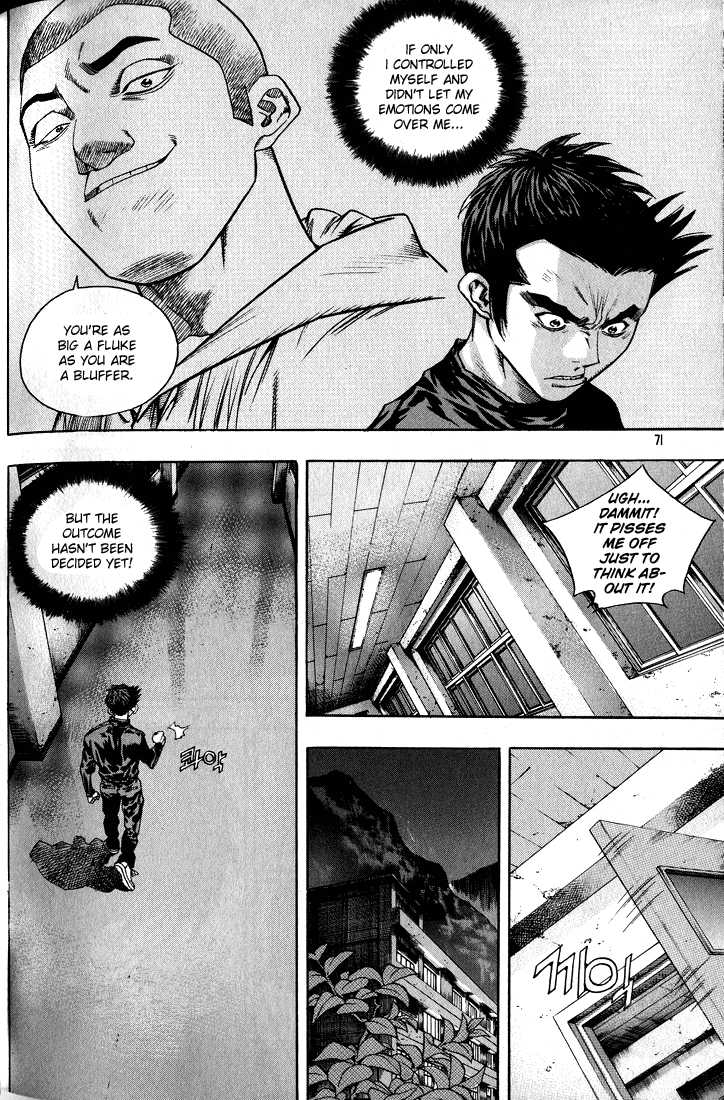 IF ONLY
I CONTROLLED
MYSELF AND
DIDN'T LET MY
EMOTIONS COME
OVER ME...
YOU'RE AS
BIG A FLUKE
AS YOU ARE
A BLUFFER.
71
BUT THE
OUTCOME
HASN'T BEEN
DECIDED YET!
콰악
UGH...
DAMMIT!
IT PISSES
ME OFF
JUST TO
THINK AB-
OUT IT!
끼익